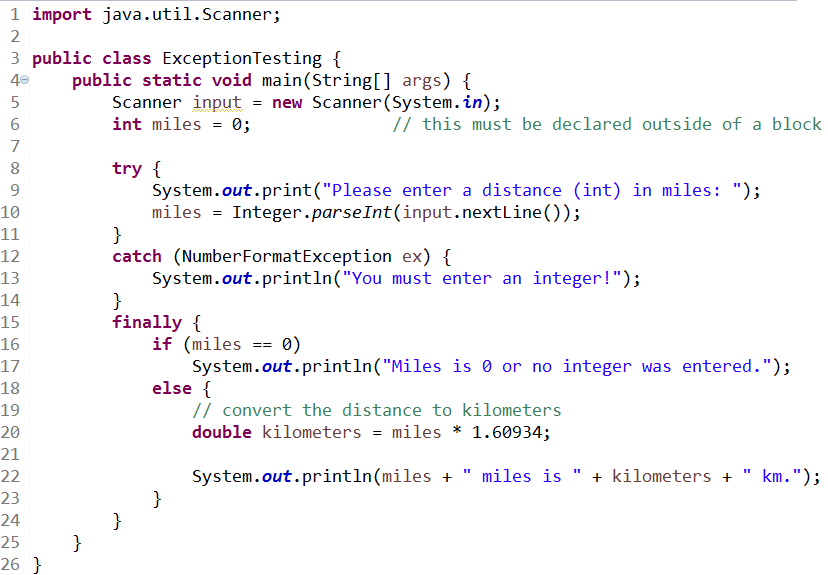 1 import java.util.Scanner;
2
3 public class ExceptionTesting {
4     public static void main(String[] args) {
5         Scanner input = new Scanner(System.in);
6         int miles = 0;              // this must be declared outside of a block
7
8         try {
9             System.out.print("Please enter a distance (int) in miles: ");
10             miles = Integer.parseInt(input.nextLine());
11         }
12         catch (NumberFormatException ex) {
13             System.out.println("You must enter an integer!");
14         }
15         finally {
16             if (miles == 0)
17                 System.out.println("Miles is 0 or no integer was entered.");
18             else {
19                 // convert the distance to kilometers
20                 double kilometers = miles * 1.60934;
21
22                 System.out.println(miles + " miles is " + kilometers + " km.");
23             }
24         }
25     }
26 }